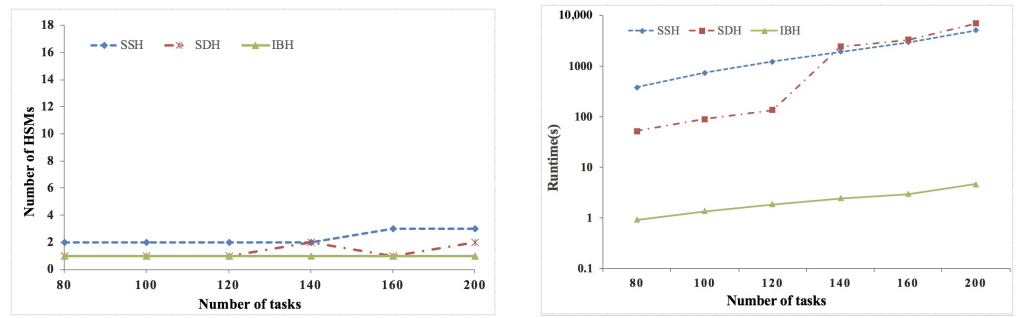 18
16
14
12
10
8
6
4
2
0
Number of HSMs
SSH SDH IBH
80 100 120 140 160 200
Number of tasks
10,000
1000
100
10
1
0.1
Runtime(s)
SSH SDH IBH
80 100 120 140 160 200
Number of tasks